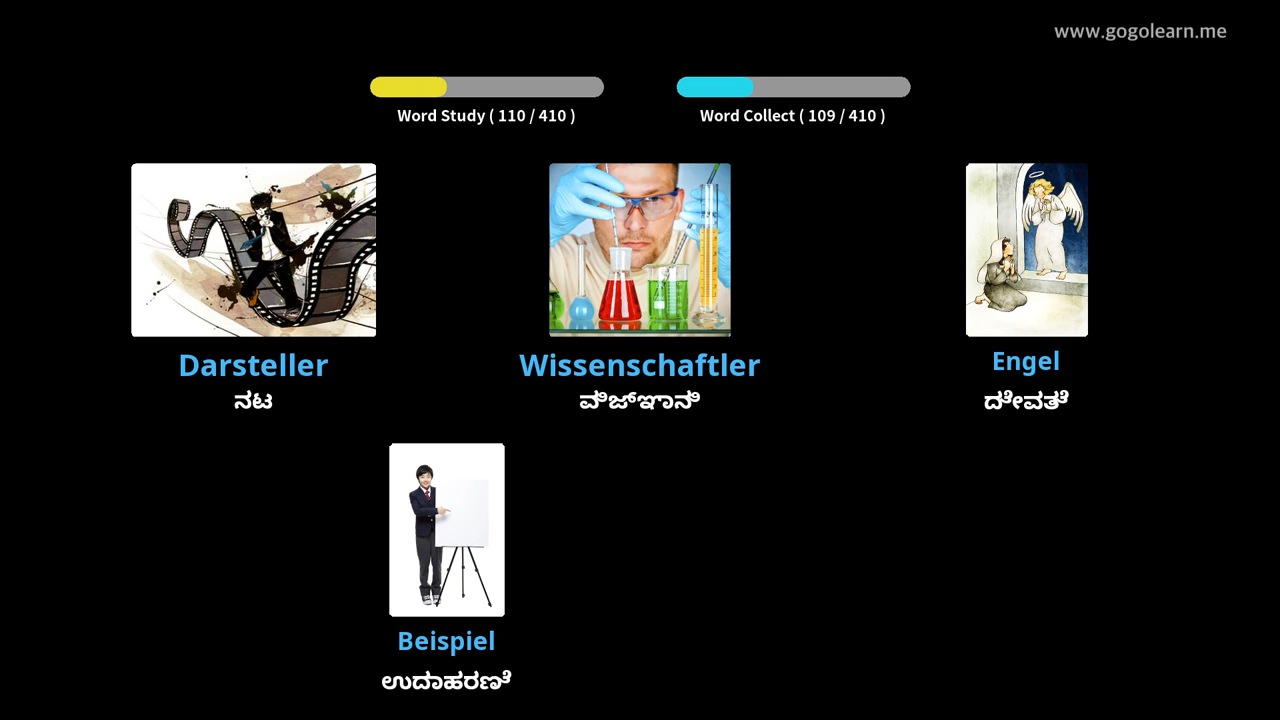 www.gogolearn.me
Word Study ( 110 / 410 )
Word Collect ( 109 / 410 )
Darsteller
ನಟ
Wissenschaftler
ವಿಜ್ಞಾನಿ
Engel
ದೇವತೆ
Beispiel
ಉದಾಹರಣೆ